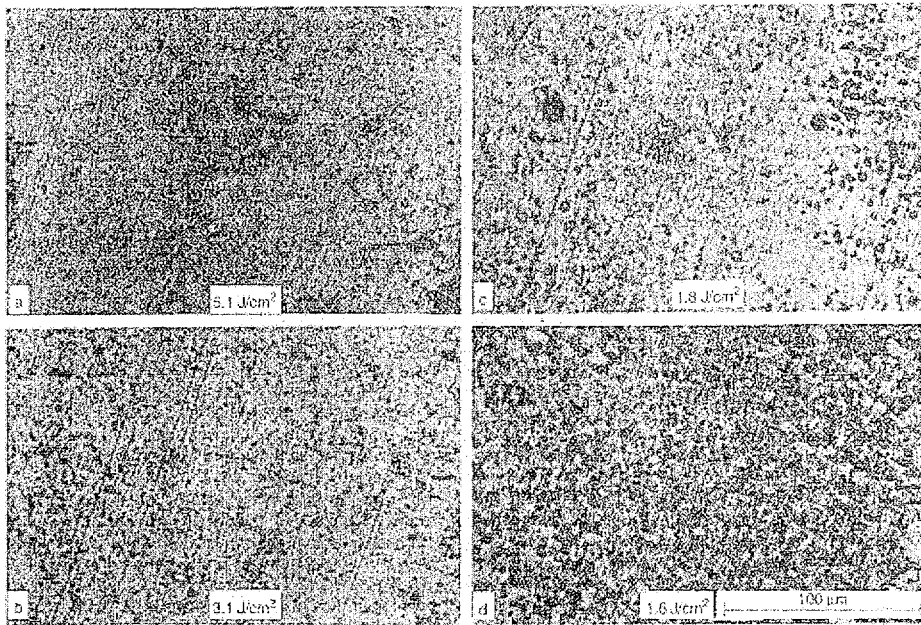 a
5.1 J/cm²
c
1.8 J/cm²
b
3.1 J/cm²
d
1.6 J/cm²
100 μm